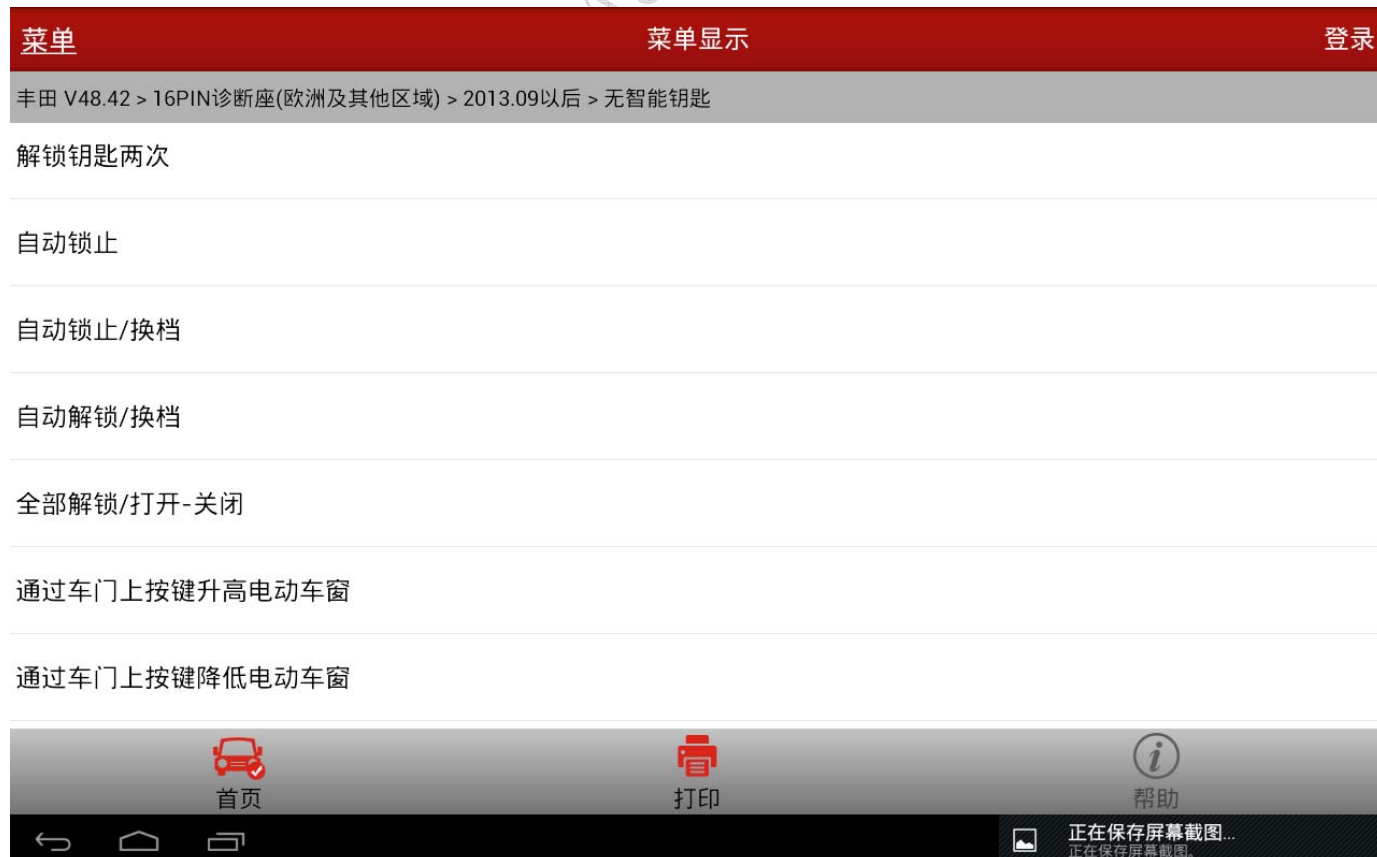 菜单
菜单显示
登录
丰田 V48.42 > 16PIN诊断座(欧洲及其他区域) > 2013.09以后 > 无智能钥匙
解锁钥匙两次
自动锁止
自动锁止/换档
自动解锁/换档
全部解锁/打开-关闭
通过车门上按键升高电动车窗
通过车门上按键降低电动车窗
首页
打印
帮助
正在保存屏幕截图...
正在保存屏幕截图。